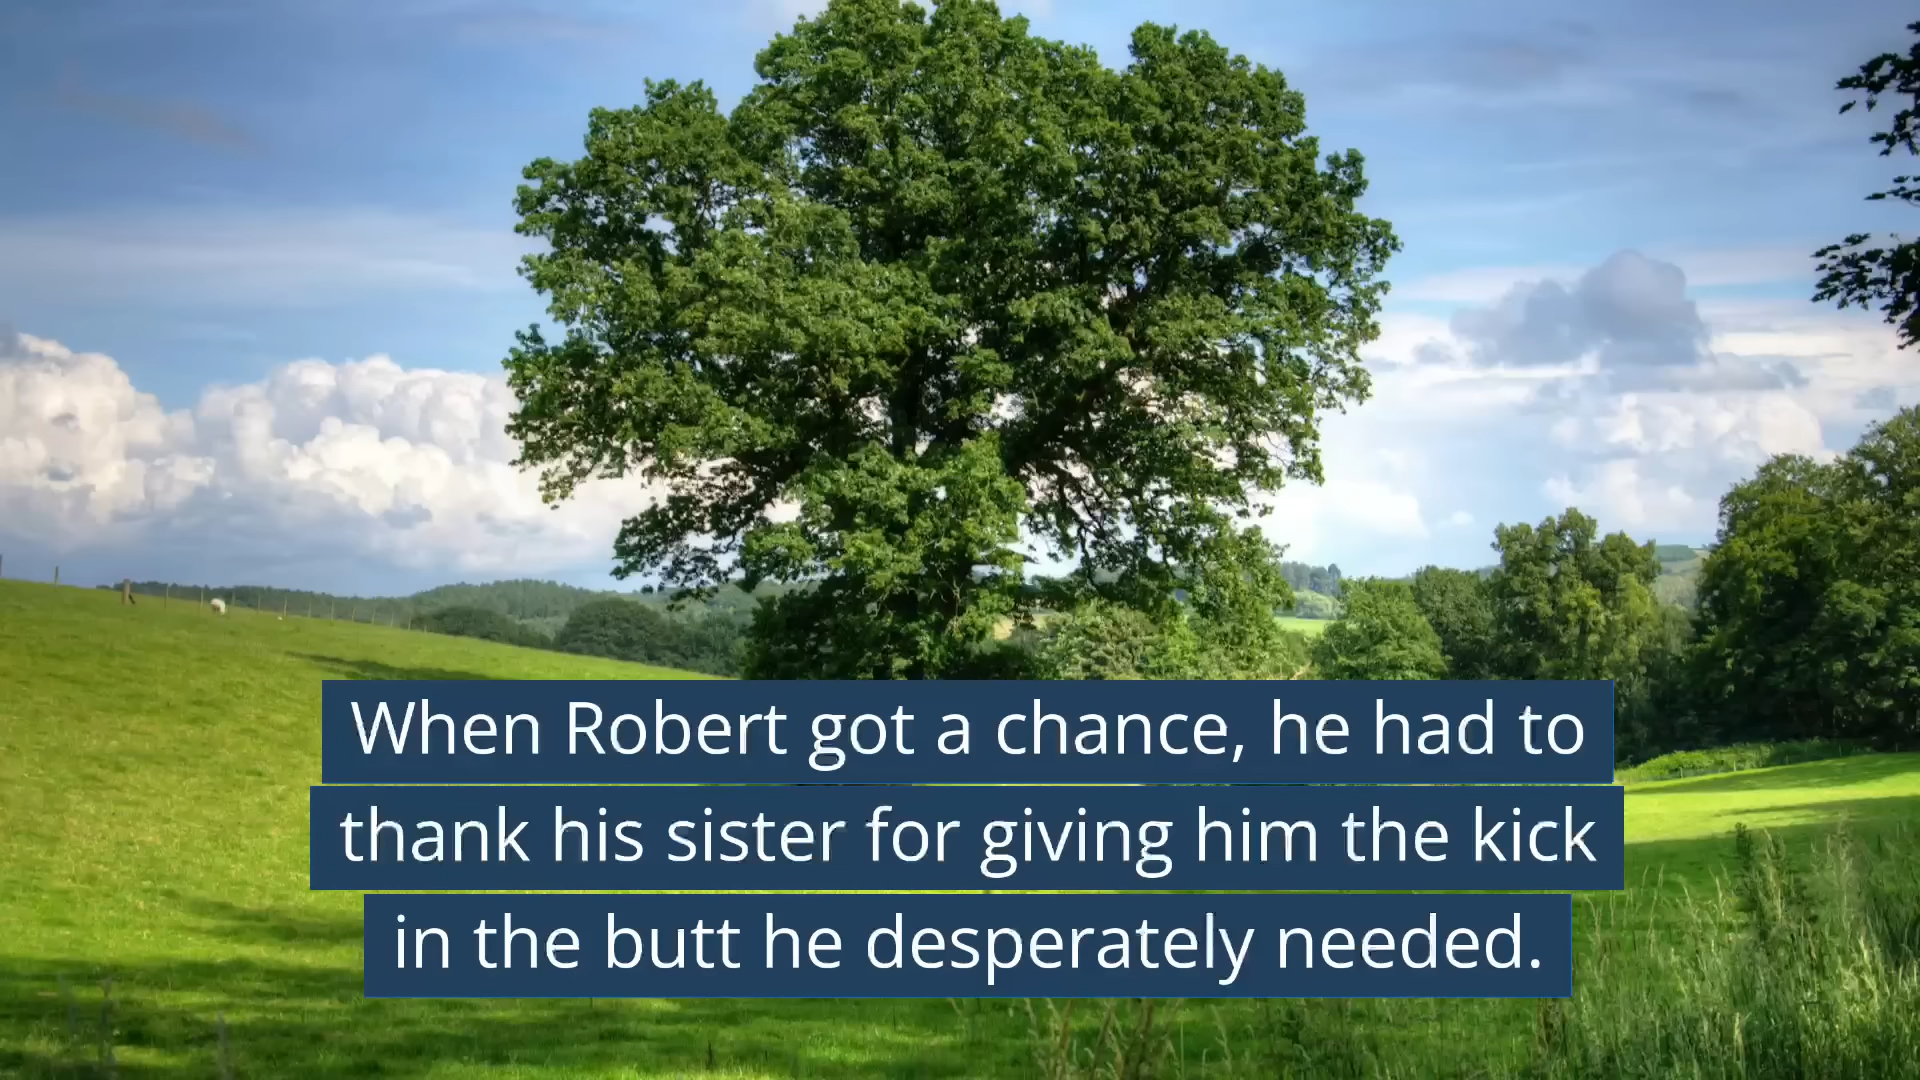 When Robert got a chance, he had to
thank his sister for giving him the kick
in the butt he desperately needed.